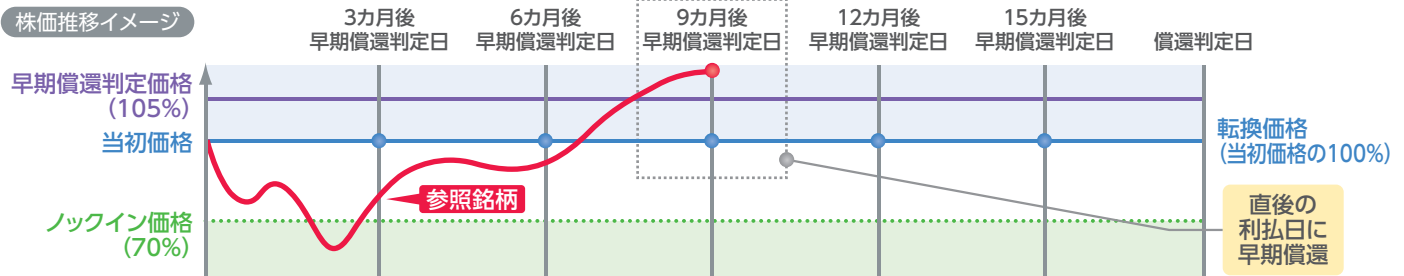 株価推移イメージ
3カ月後
早期償還判定日
6カ月後
早期償還判定日
9カ月後
早期償還判定日
12カ月後
早期償還判定日
15カ月後
早期償還判定日
償還判定日
早期償還判定価格
(105%)
当初価格
転換価格
(当初価格の100%)
参照銘柄
ノックイン価格
(70%)
直後の
利払日に
早期償還